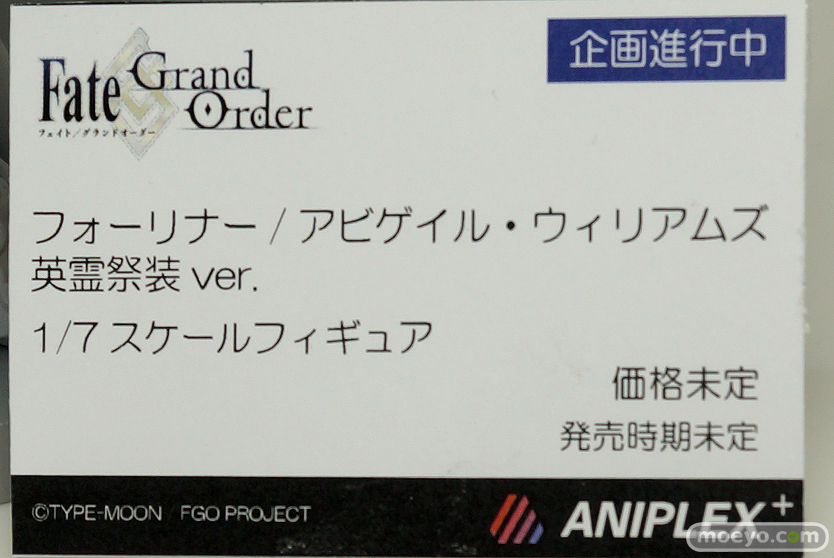 企画進行中
Fate Grand Order
フェイト/グランドオーダー
フォーリナー / アビゲイル・ウィリアムズ
英霊祭装 ver.
1/7 スケールフィギュア
価格未定
発売時期未定
©TYPE-MOON FGO PROJECT
ANIPLEX+
moeyo.com